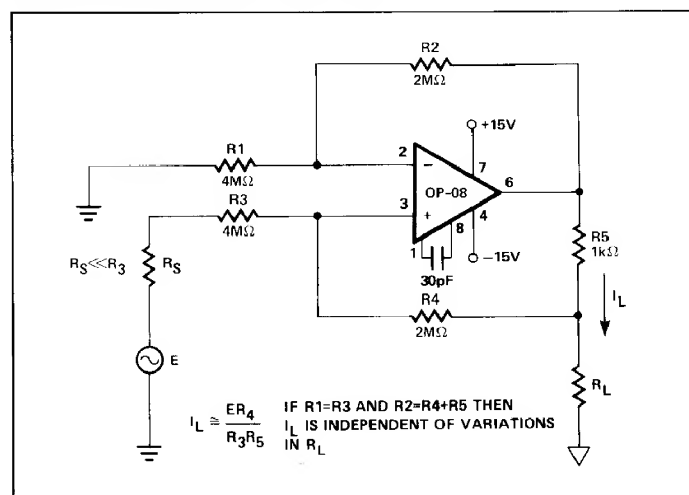 R2
2MΩ
+15V
R1
2
−
7
4MΩ
OP-08
6
R3
3
+
8
4
4MΩ
1
R5
1kΩ
RS≪R3
RS
30pF
−15V
R4
IL
2MΩ
E
RL
IL ≅ ER4 / R3R5
IF R1=R3 AND R2=R4+R5 THEN
IL IS INDEPENDENT OF VARIATIONS
IN RL